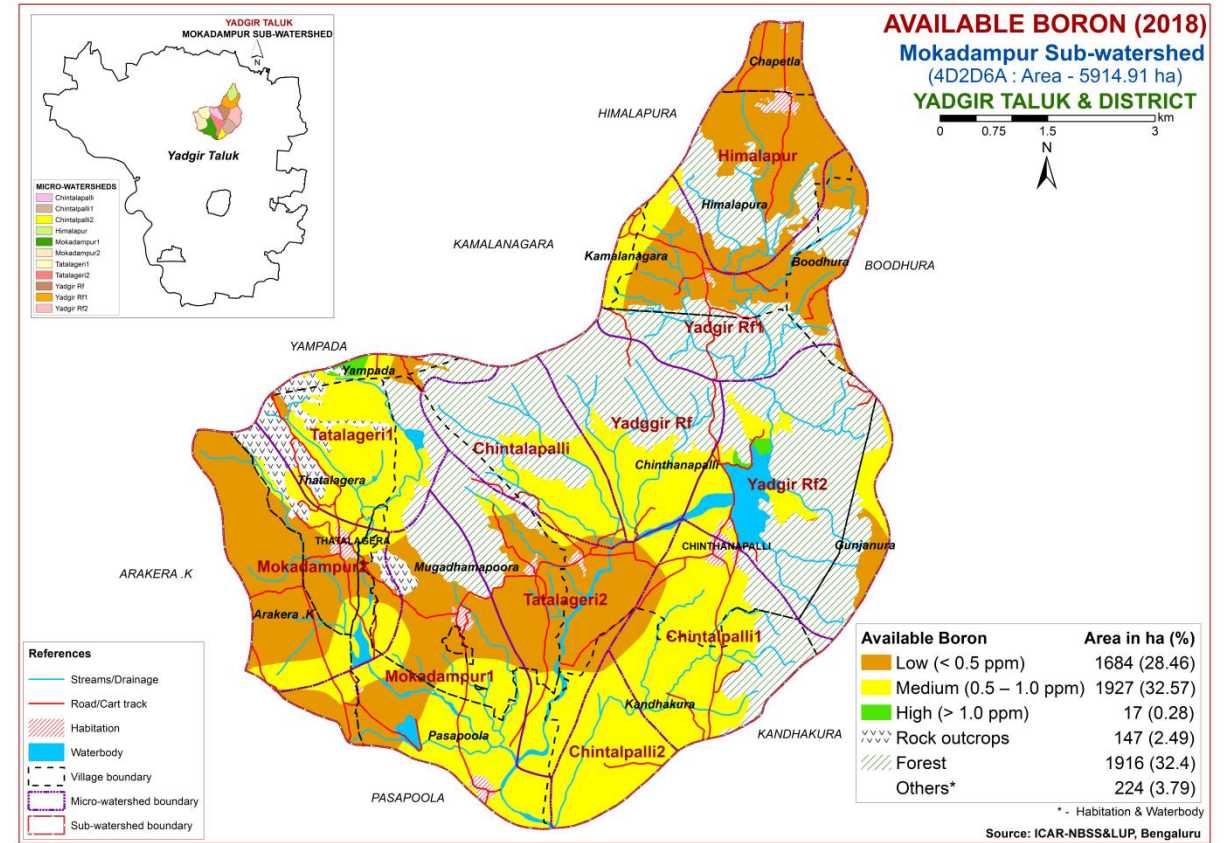 YADGIR TALUK
MOKADAMPUR SUB-WATERSHED
N
Yadgir Taluk
MICRO-WATERSHEDS
Chintalapalli
Chintalpalli1
Chintalpalli2
Himalapur
Mokadampur1
Mokadampur2
Tatalageri1
Tatalageri2
Yadgir Rf
Yadgir Rf1
Yadgir Rf2
AVAILABLE BORON (2018)
Mokadampur Sub-watershed
(4D2D6A : Area - 5914.91 ha)
YADGIR TALUK & DISTRICT
km
0 0.75 1.5 3
N
Chapetla
HIMALAPURA
Himalapur
Himalapura
KAMALANAGARA
Kamalanagara
Boodhura
BOODHURA
Yadgir Rf1
YAMPADA
Yampada
Yadggir Rf
Tatalageri1
Chintalapalli
Chinthanapalli
Thatalagera
Yadgir Rf2
THATALAGERA
CHINTHANAPALLI
Gunjanura
ARAKERA .K
Mokadampur2
Mugadhamapoora
Tatalageri2
Arakera .K
Chintalpalli1
Mokadampur1
Kandhakura
Pasapoola
Chintalpalli2
KANDHAKURA
PASAPOOLA
References
Streams/Drainage
Road/Cart track
Habitation
Waterbody
Village boundary
Micro-watershed boundary
Sub-watershed boundary
Available Boron Area in ha (%)
Low (< 0.5 ppm) 1684 (28.46)
Medium (0.5 – 1.0 ppm) 1927 (32.57)
High (> 1.0 ppm) 17 (0.28)
Rock outcrops 147 (2.49)
Forest 1916 (32.4)
Others* 224 (3.79)
* - Habitation & Waterbody
Source: ICAR-NBSS&LUP, Bengaluru